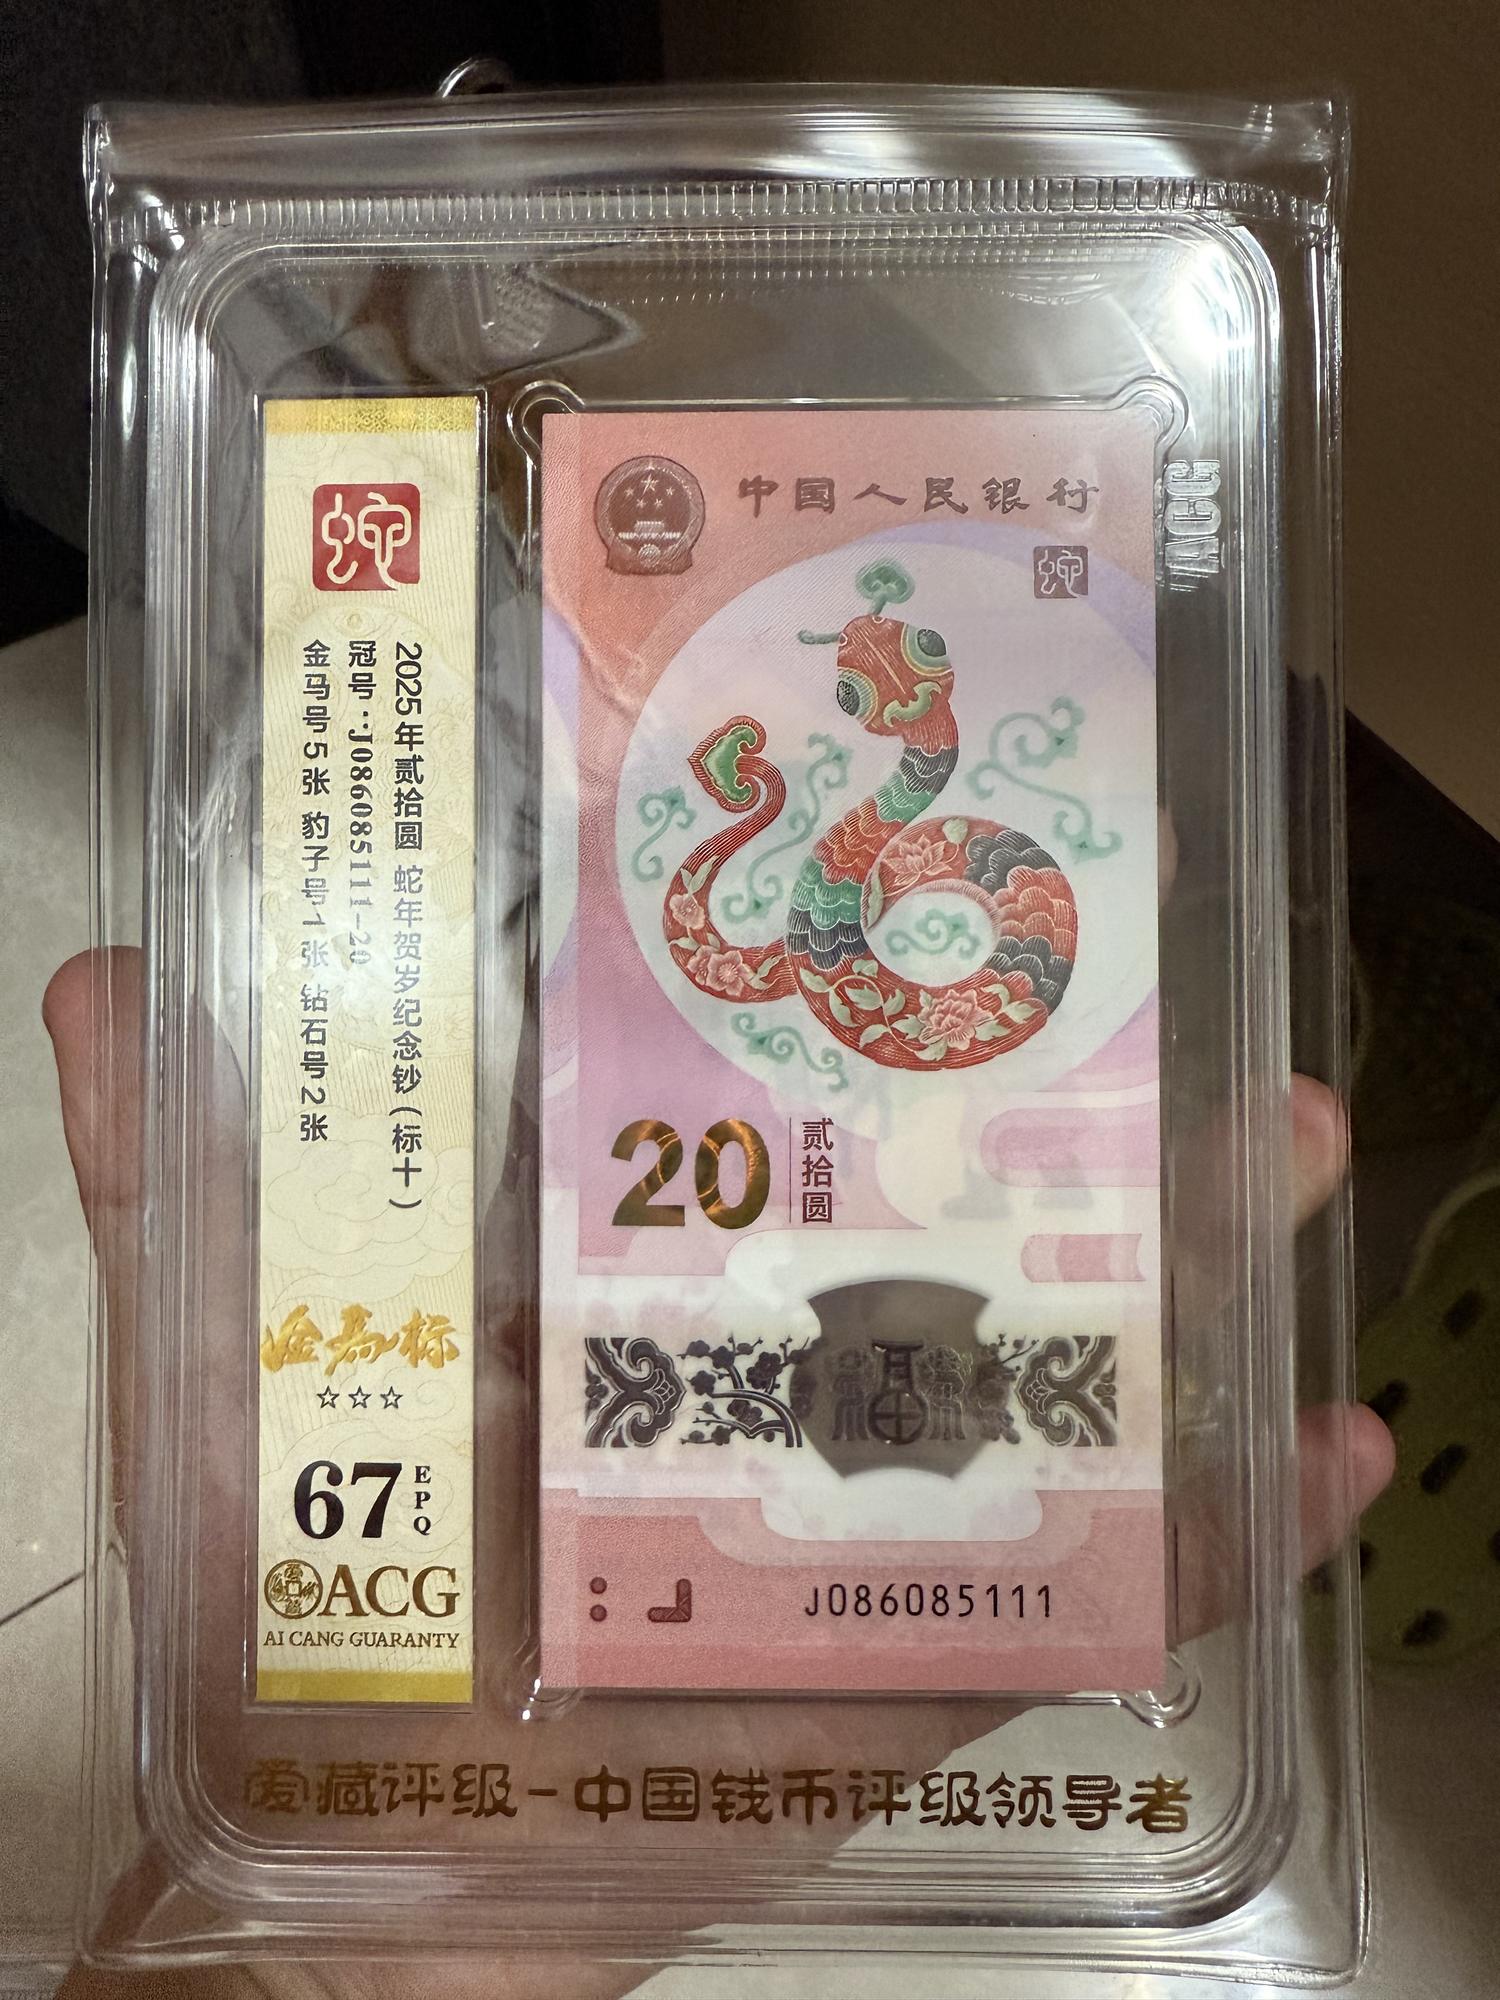 蛇
2025年贰拾圆 蛇年贺岁纪念钞(标十)
冠号:J086085111-20
金马号5张 豹子号1张 钻石号2张
金马标
☆☆☆
67 EPQ
ACG
AI CANG GUARANTY
中国人民银行
蛇
20 贰拾圆
J086085111
ACG
爱藏评级-中国钱币评级领导者